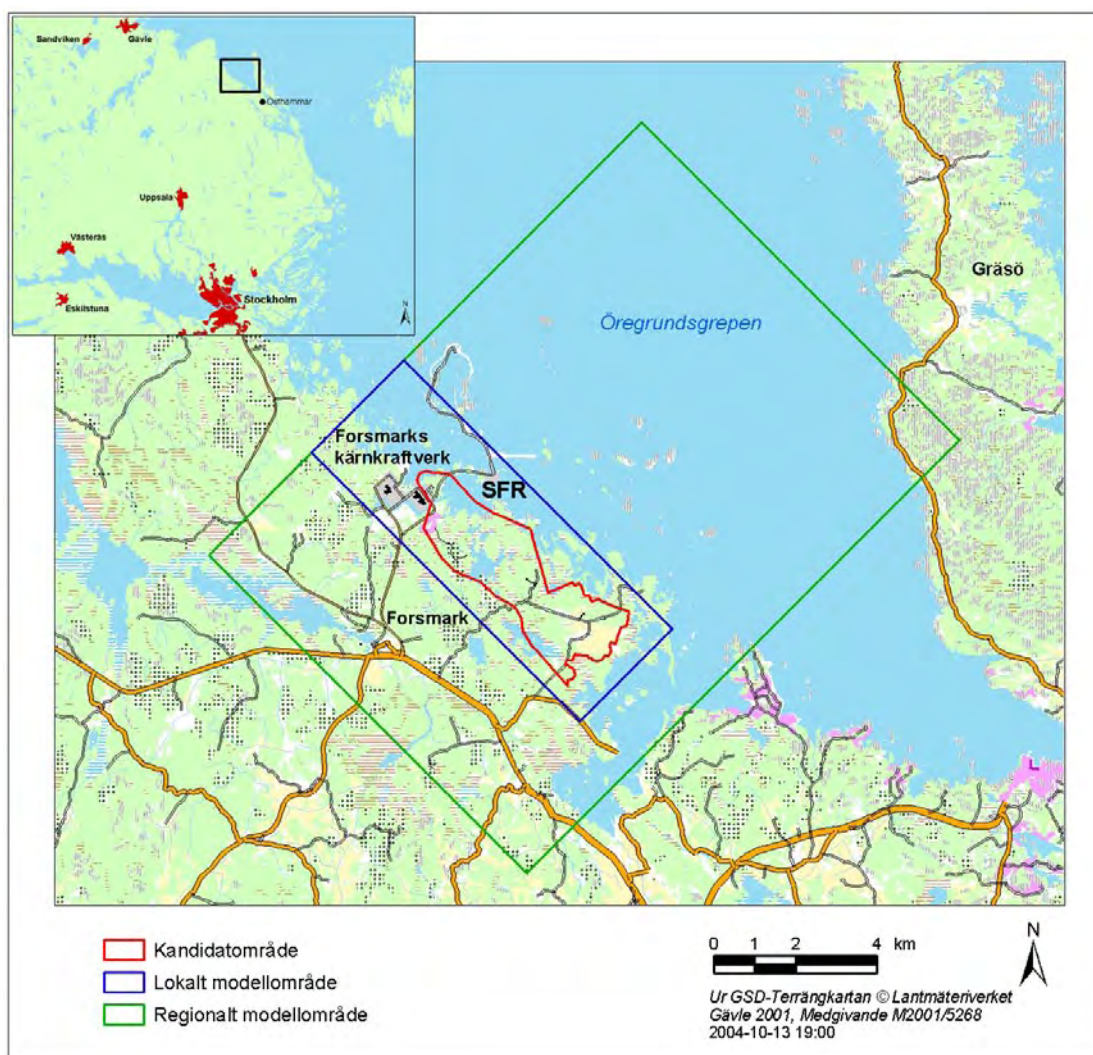 Sandviken
Gävle
Östhammar
Uppsala
Västerås
Eskilstuna
Stockholm
N
Gräsö
Öregrundsgrepen
Forsmarks
kärnkraftverk
SFR
Forsmark
Kandidatområde
Lokalt modellområde
Regionalt modellområde
0 1 2 4 km
N
Ur GSD-Terrängkartan © Lantmäteriverket
Gävle 2001, Medgivande M2001/5268
2004-10-13 19:00